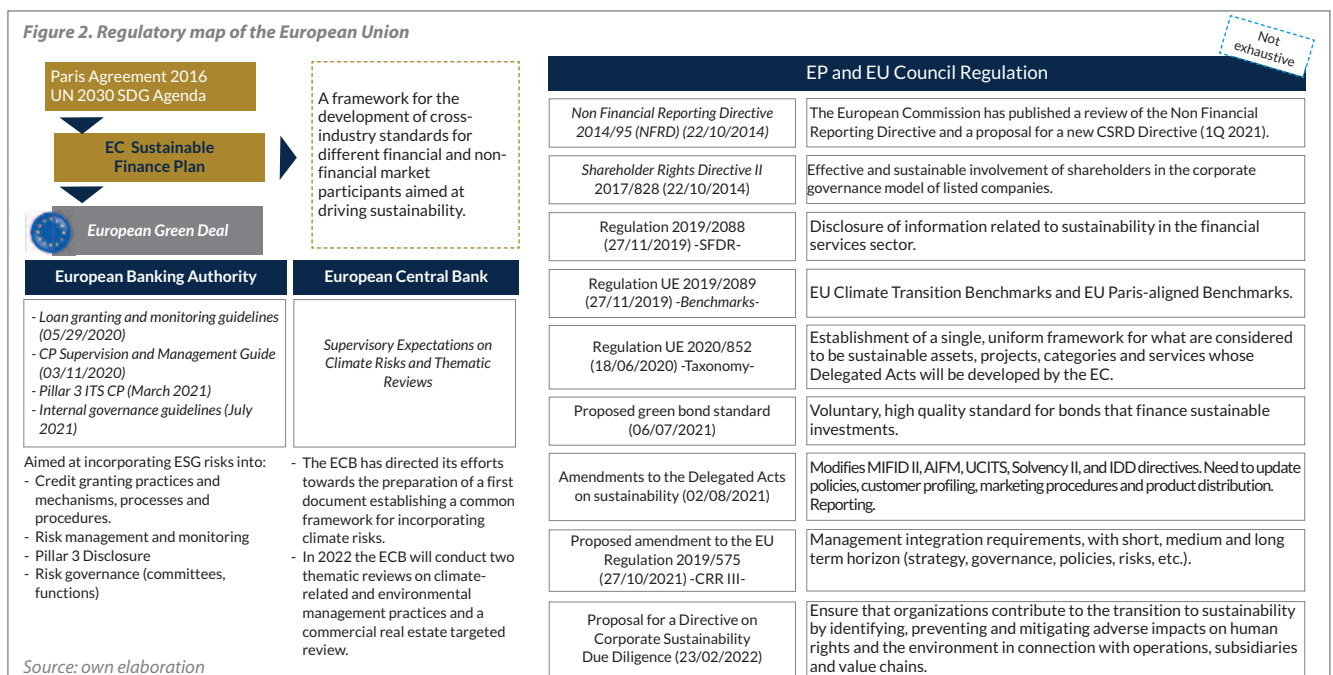 Figure 2. Regulatory map of the European Union
Not
exhaustive
Paris Agreement 2016
UN 2030 SDG Agenda
EC Sustainable
Finance Plan
European Green Deal
A framework for the
development of cross-
industry standards for
different financial and non-
financial market
participants aimed at
driving sustainability.
European Banking Authority
- Loan granting and monitoring guidelines
(05/29/2020)
- CP Supervision and Management Guide
(03/11/2020)
- Pillar 3 ITS CP (March 2021)
- Internal governance guidelines (July
2021)
Aimed at incorporating ESG risks into:
- Credit granting practices and
mechanisms, processes and
procedures.
- Risk management and monitoring
- Pillar 3 Disclosure
- Risk governance (committees,
functions)
European Central Bank
Supervisory Expectations on
Climate Risks and Thematic
Reviews
- The ECB has directed its efforts
towards the preparation of a first
document establishing a common
framework for incorporating
climate risks.
- In 2022 the ECB will conduct two
thematic reviews on climate-
related and environmental
management practices and a
commercial real estate targeted
review.
EP and EU Council Regulation
Non Financial Reporting Directive
2014/95 (NFRD) (22/10/2014)
The European Commission has published a review of the Non Financial
Reporting Directive and a proposal for a new CSRD Directive (1Q 2021).
Shareholder Rights Directive II
2017/828 (22/10/2014)
Effective and sustainable involvement of shareholders in the corporate
governance model of listed companies.
Regulation 2019/2088
(27/11/2019) -SFDR-
Disclosure of information related to sustainability in the financial
services sector.
Regulation UE 2019/2089
(27/11/2019) -Benchmarks-
EU Climate Transition Benchmarks and EU Paris-aligned Benchmarks.
Regulation UE 2020/852
(18/06/2020) -Taxonomy-
Establishment of a single, uniform framework for what are considered
to be sustainable assets, projects, categories and services whose
Delegated Acts will be developed by the EC.
Proposed green bond standard
(06/07/2021)
Voluntary, high quality standard for bonds that finance sustainable
investments.
Amendments to the Delegated Acts
on sustainability (02/08/2021)
Modifies MIFID II, AIFM, UCITS, Solvency II, and IDD directives. Need to update
policies, customer profiling, marketing procedures and product distribution.
Reporting.
Proposed amendment to the EU
Regulation 2019/575
(27/10/2021) -CRR III-
Management integration requirements, with short, medium and long
term horizon (strategy, governance, policies, risks, etc.).
Proposal for a Directive on
Corporate Sustainability
Due Diligence (23/02/2022)
Ensure that organizations contribute to the transition to sustainability
by identifying, preventing and mitigating adverse impacts on human
rights and the environment in connection with operations, subsidiaries
and value chains.
Source: own elaboration